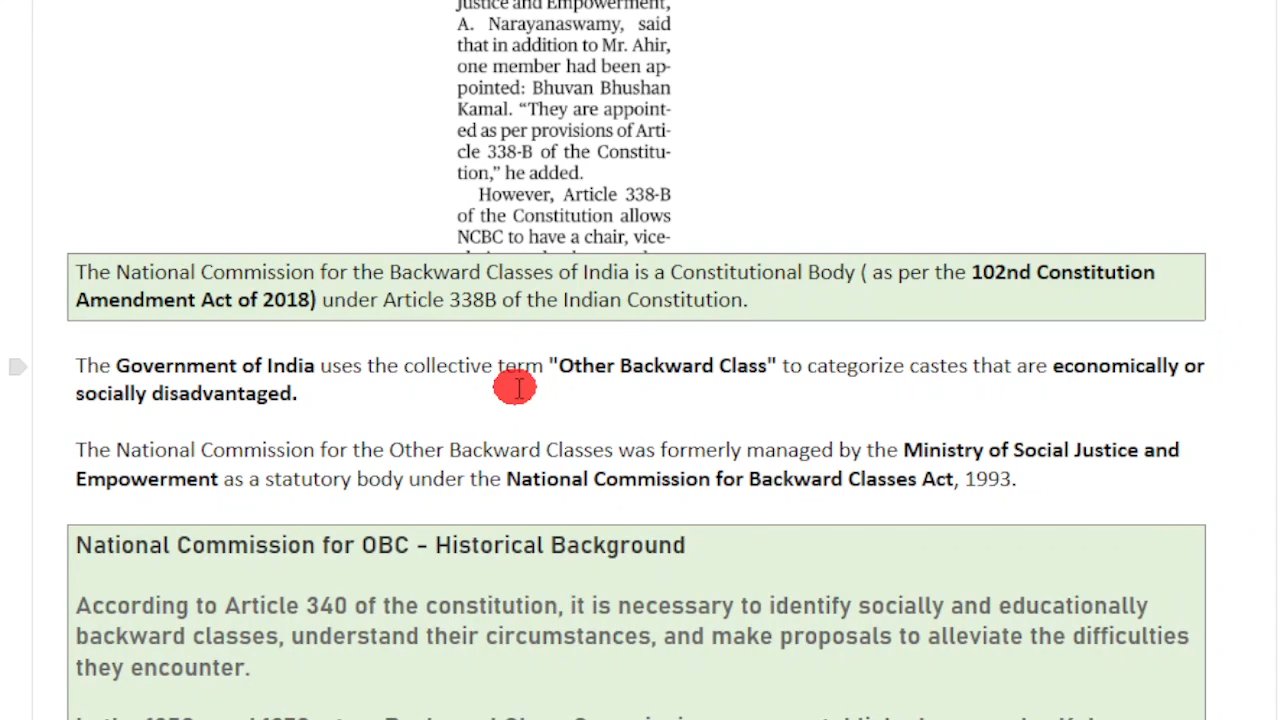 Justice and Empowerment,
A. Narayanaswamy, said
that in addition to Mr. Ahir,
one member had been ap-
pointed: Bhuvan Bhushan
Kamal. “They are appoint-
ed as per provisions of Arti-
cle 338-B of the Constitu-
tion,” he added.
However, Article 338-B
of the Constitution allows
NCBC to have a chair, vice-
The National Commission for the Backward Classes of India is a Constitutional Body ( as per the 102nd Constitution
Amendment Act of 2018) under Article 338B of the Indian Constitution.
The Government of India uses the collective term "Other Backward Class" to categorize castes that are economically or
socially disadvantaged.
The National Commission for the Other Backward Classes was formerly managed by the Ministry of Social Justice and
Empowerment as a statutory body under the National Commission for Backward Classes Act, 1993.
National Commission for OBC - Historical Background
According to Article 340 of the constitution, it is necessary to identify socially and educationally
backward classes, understand their circumstances, and make proposals to alleviate the difficulties
they encounter.